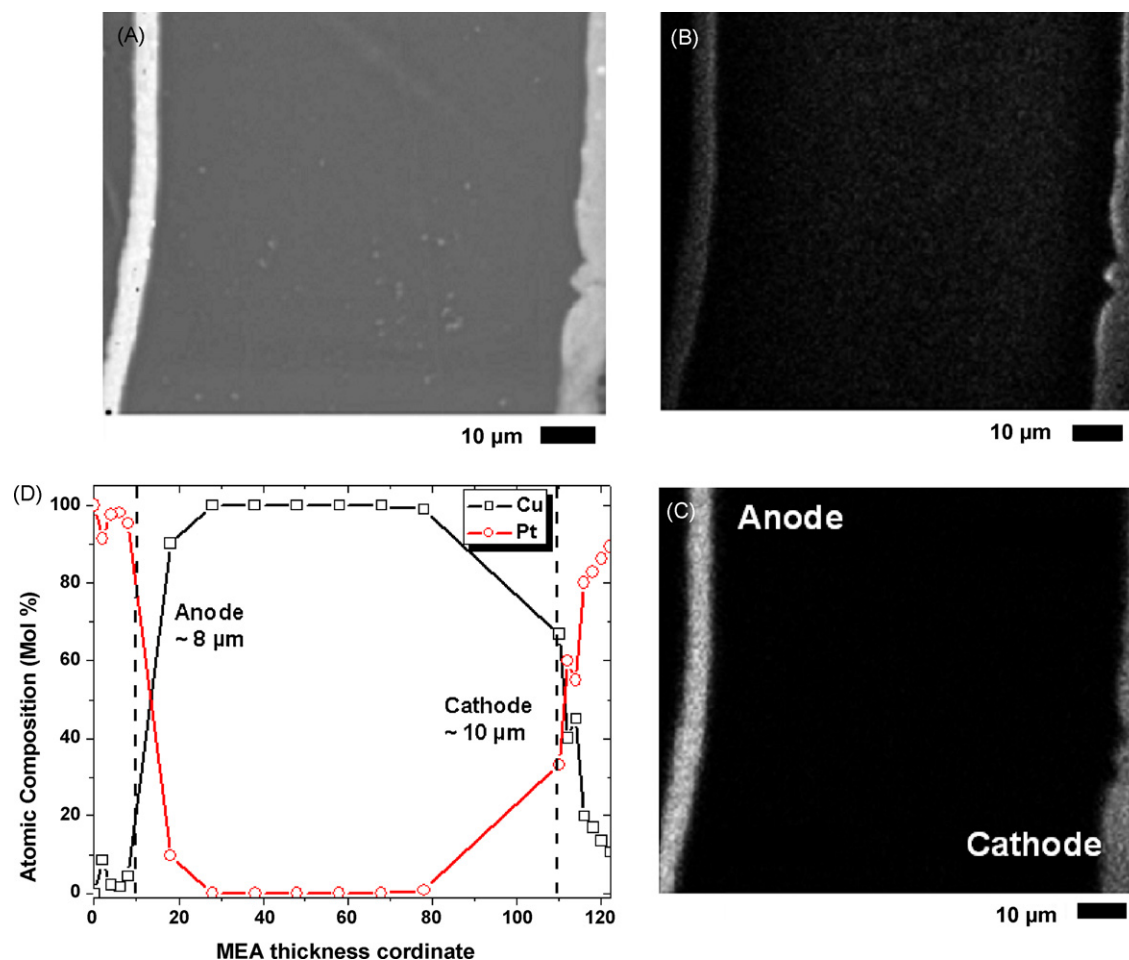 (A)
10 µm
(B)
10 µm
(D)
Atomic Composition (Mol %)
100
80
60
40
20
0
Cu
Pt
Anode
~ 8 µm
Cathode
~ 10 µm
0 20 40 60 80 100 120
MEA thickness cordinate
(C)
Anode
Cathode
10 µm